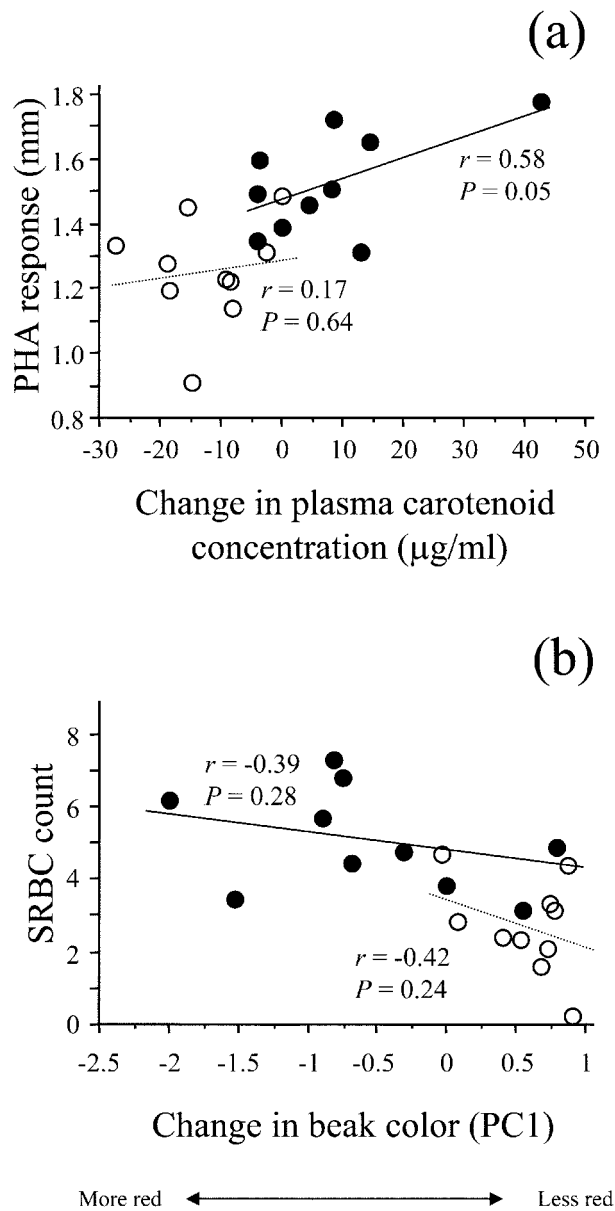 (a)
PHA response (mm)
1.8
1.6
1.4
1.2
1.0
0.8
r = 0.58
P = 0.05
r = 0.17
P = 0.64
-30 -20 -10 0 10 20 30 40 50
Change in plasma carotenoid
concentration (µg/ml)
(b)
SRBC count
8
6
4
2
0
r = -0.39
P = 0.28
r = -0.42
P = 0.24
-2.5 -2 -1.5 -1 -0.5 0 0.5 1
Change in beak color (PC1)
More red Less red